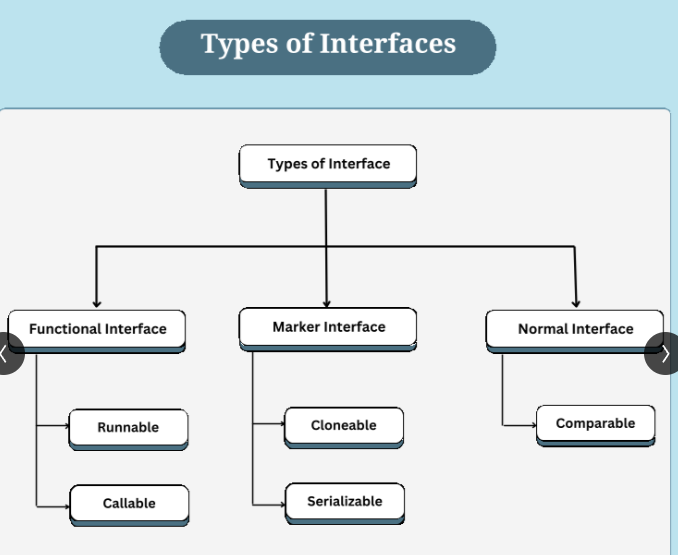 Types of Interfaces
Types of Interface
Functional Interface
Marker Interface
Normal Interface
Runnable
Cloneable
Comparable
Callable
Serializable